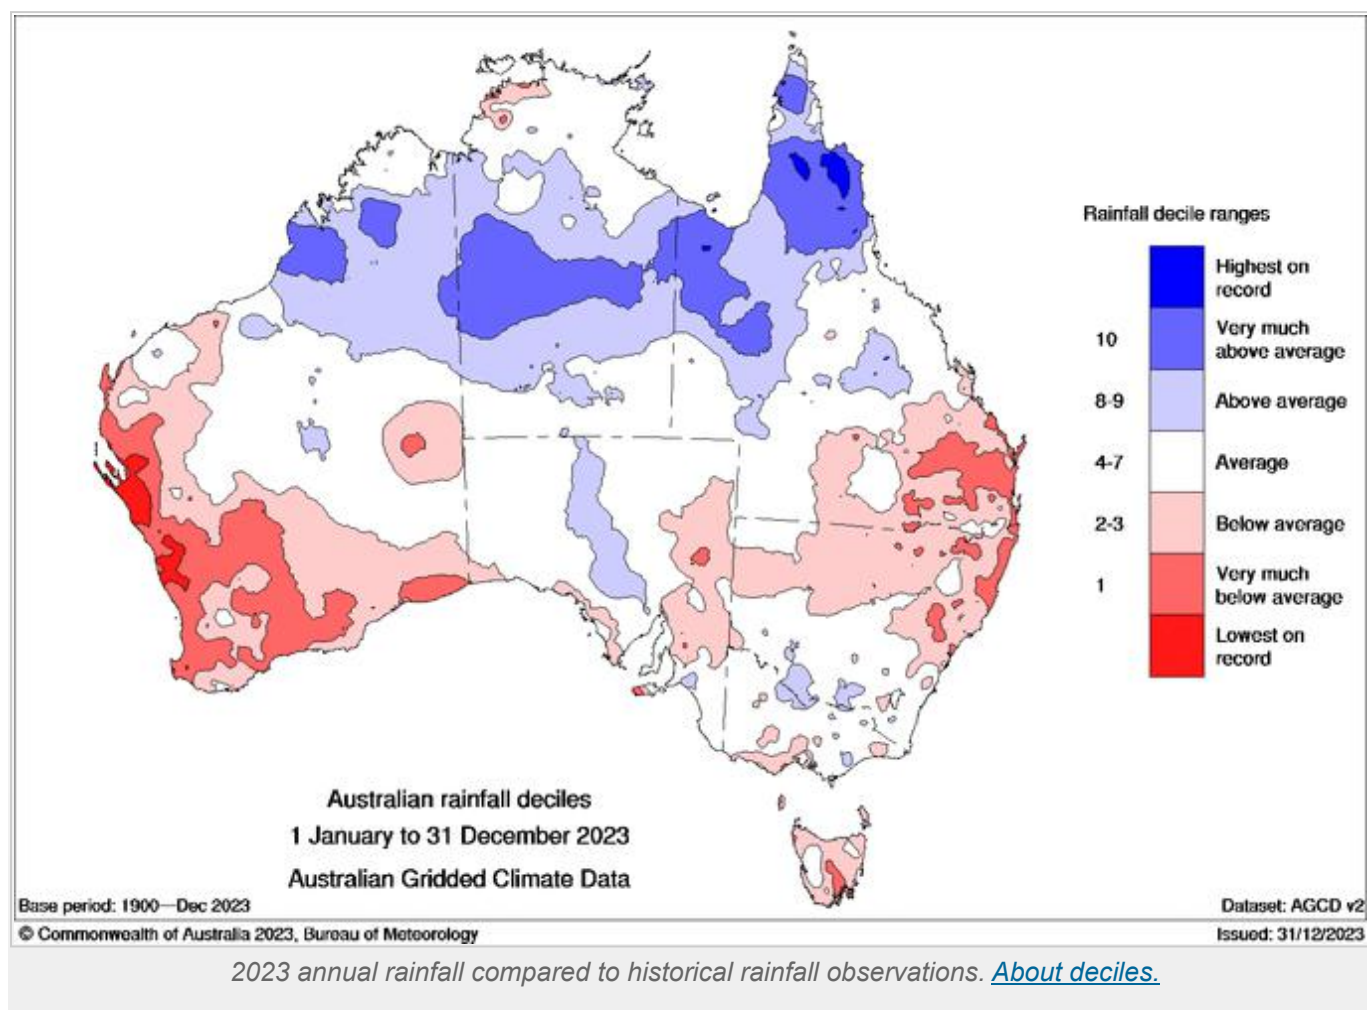 Rainfall decile ranges
Highest on
record
10
Very much
above average
8-9
Above average
4-7
Average
2-3
Below average
1
Very much
below average
Lowest on
record
Australian rainfall deciles
1 January to 31 December 2023
Australian Gridded Climate Data
Base period: 1900—Dec 2023
Dataset: AGCD v2
© Commonwealth of Australia 2023, Bureau of Meteorology
Issued: 31/12/2023
2023 annual rainfall compared to historical rainfall observations. About deciles.